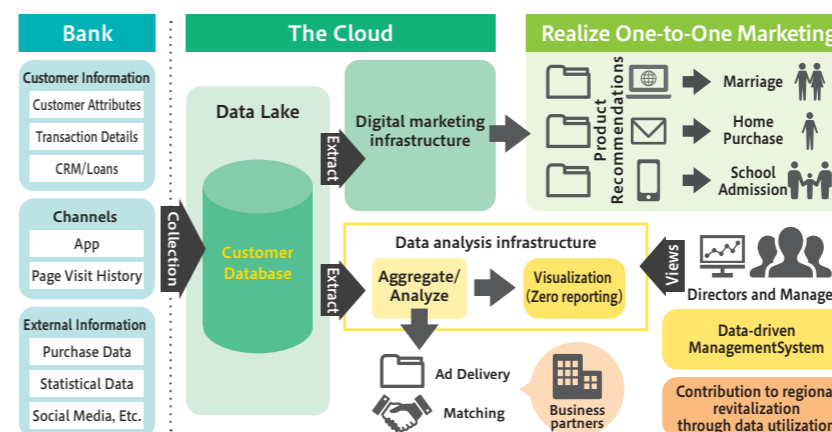 Bank
The Cloud
Realize One-to-One Marketing
Customer Information
Customer Attributes
Transaction Details
CRM/Loans
Channels
App
Page Visit History
External Information
Purchase Data
Statistical Data
Social Media, Etc.
Collection
Data Lake
Customer
Database
Extract
Digital marketing
infrastructure
Extract
Data analysis infrastructure
Aggregate/
Analyze
Visualization
(Zero reporting)
Ad Delivery
Matching
Business
partners
Product
Recommendations
Marriage
Home
Purchase
School
Admission
Views
Directors and Manage
Data-driven
ManagementSystem
Contribution to regiona
revitalization
through data utilization